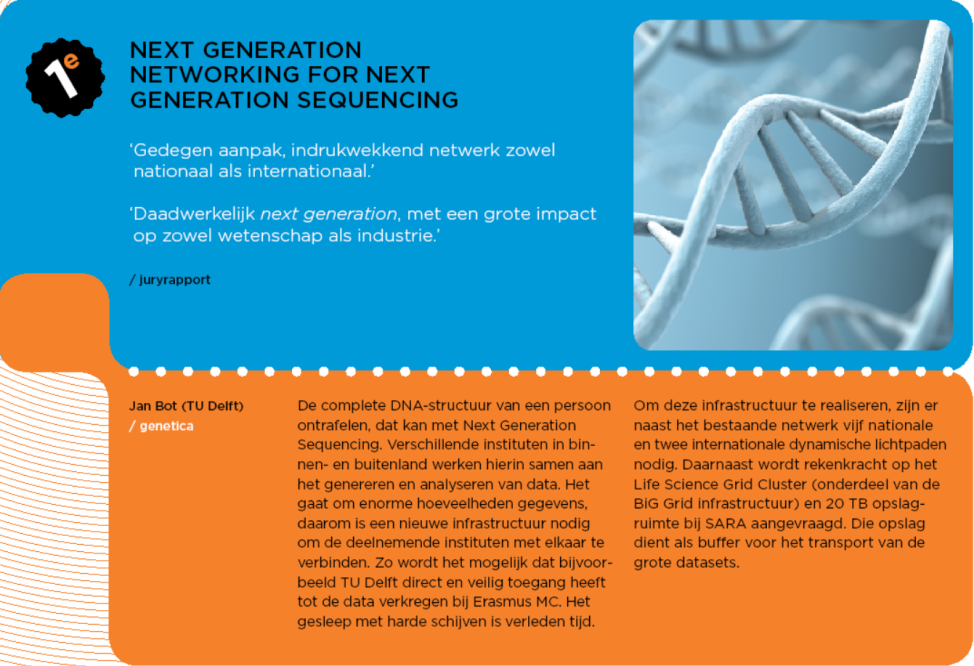 1e
NEXT GENERATION
NETWORKING FOR NEXT
GENERATION SEQUENCING
‘Gedegen aanpak, indrukwekkend netwerk zowel
nationaal als internationaal.’
‘Daadwerkelijk next generation, met een grote impact
op zowel wetenschap als industrie.’
/ juryrapport
Jan Bot (TU Delft)
/ genetica
De complete DNA-structuur van een persoon
ontrafelen, dat kan met Next Generation
Sequencing. Verschillende instituten in bin-
nen- en buitenland werken hierin samen aan
het genereren en analyseren van data. Het
gaat om enorme hoeveelheden gegevens,
daarom is een nieuwe infrastructuur nodig
om de deelnemende instituten met elkaar te
verbinden. Zo wordt het mogelijk dat bijvoor-
beeld TU Delft direct en veilig toegang heeft
tot de data verkregen bij Erasmus MC. Het
gesleep met harde schijven is verleden tijd.
Om deze infrastructuur te realiseren, zijn er
naast het bestaande netwerk vijf nationale
en twee internationale dynamische lichtpaden
nodig. Daarnaast wordt rekenkracht op het
Life Science Grid Cluster (onderdeel van de
BiG Grid infrastructuur) en 20 TB opslag-
ruimte bij SARA aangevraagd. Die opslag
dient als buffer voor het transport van de
grote datasets.